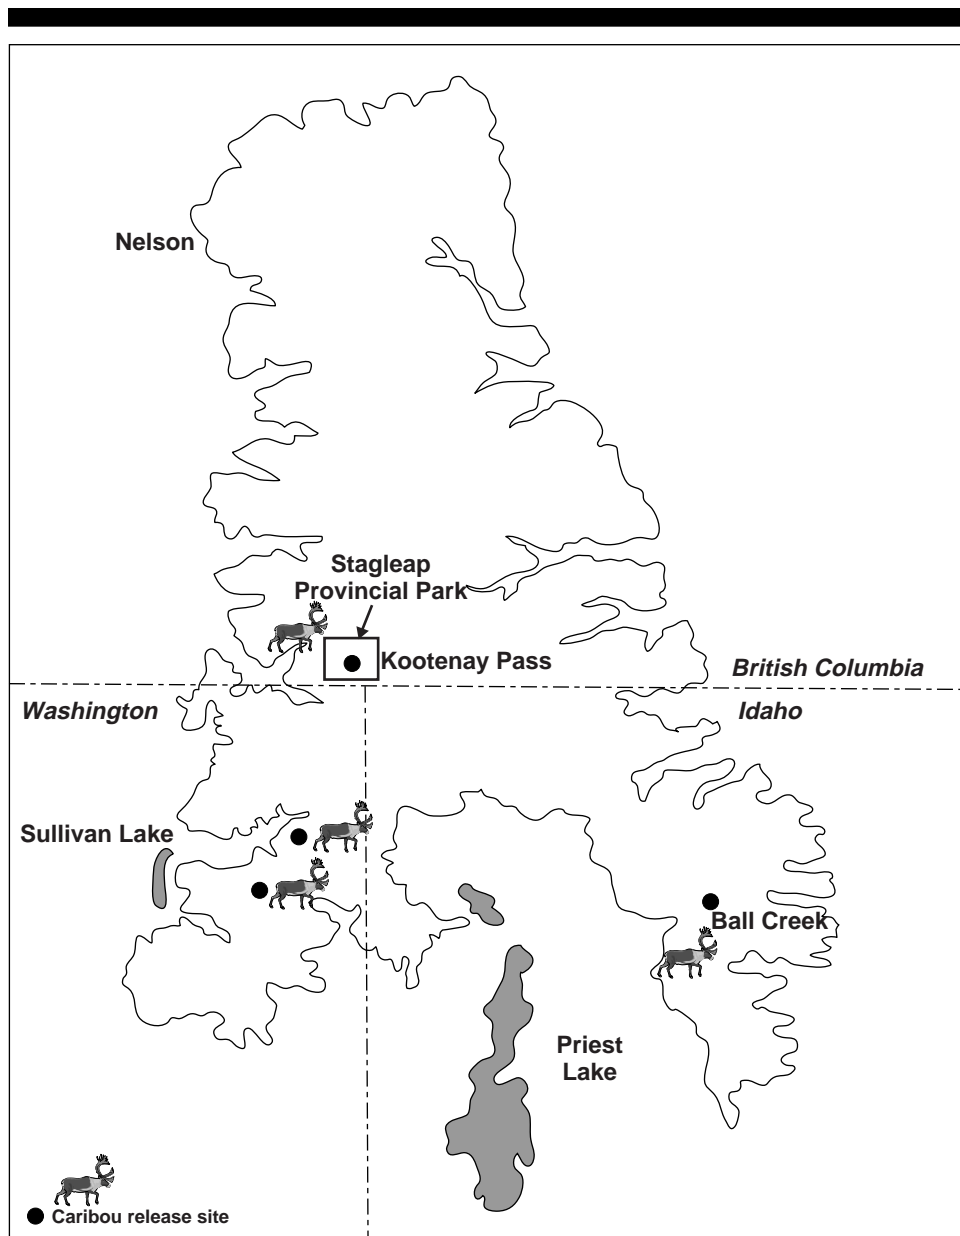 Nelson
Stagleap
Provincial Park
Kootenay Pass
British Columbia
Washington
Idaho
Sullivan Lake
Ball Creek
Priest
Lake
Caribou release site